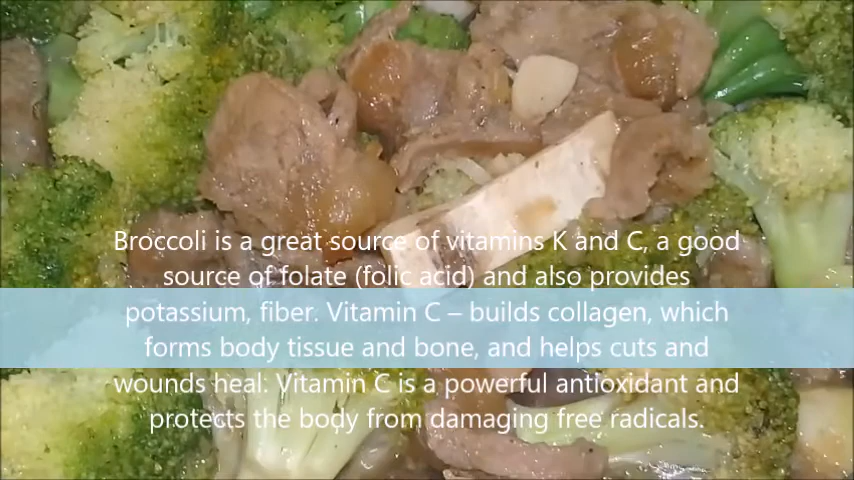 Broccoli is a great source of vitamins K and C, a good
source of folate (folic acid) and also provides
potassium, fiber. Vitamin C – builds collagen, which
forms body tissue and bone, and helps cuts and
wounds heal. Vitamin C is a powerful antioxidant and
protects the body from damaging free radicals.